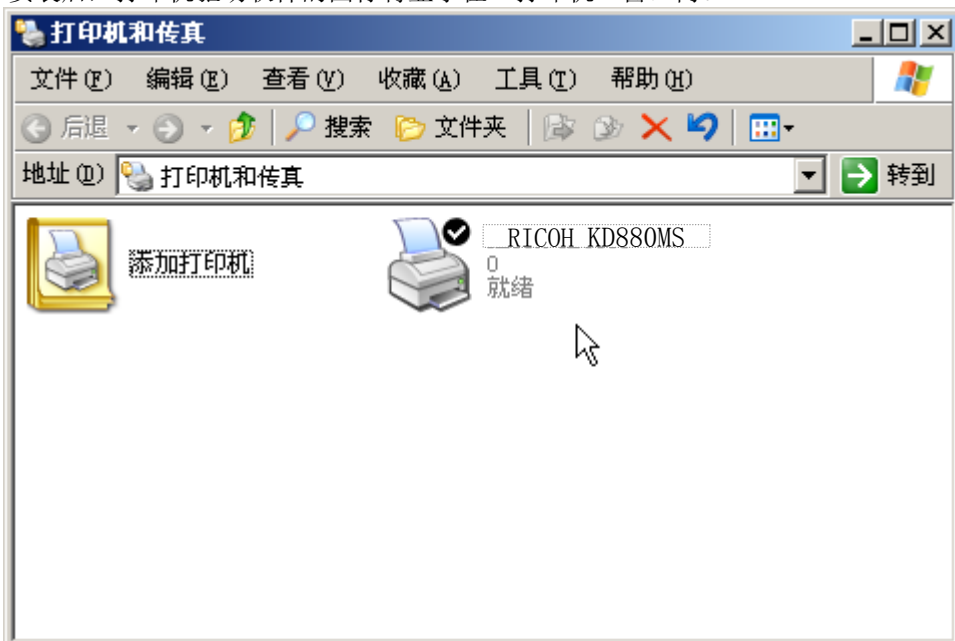 打印机和传真
文件(F) 编辑(E) 查看(V) 收藏(A) 工具(T) 帮助(H)
后退 搜索 文件夹
地址(D) 打印机和传真 转到
添加打印机
RICOH KD880MS
0
就绪